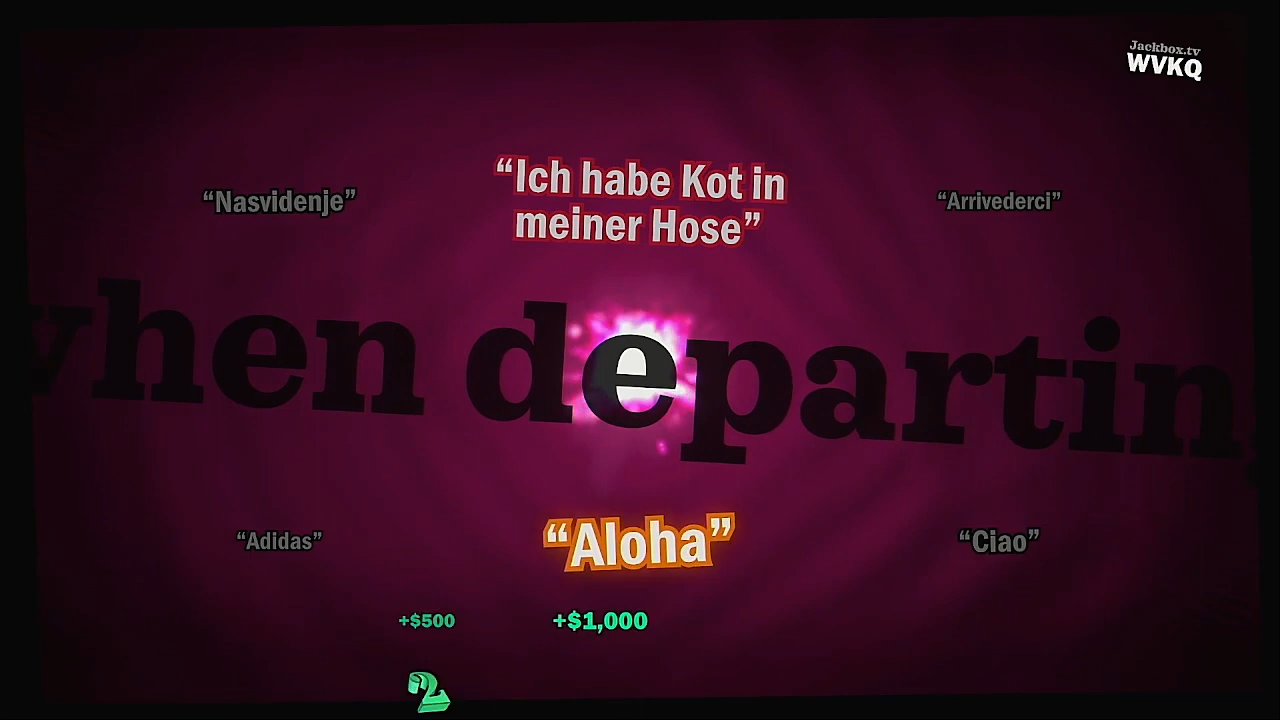 Jackbox.tv
WVKQ
“Nasvidenje”
“Ich habe Kot in
meiner Hose”
“Arrivederci”
when departin
“Adidas”
“Aloha”
“Ciao”
+$500
+$1,000
2